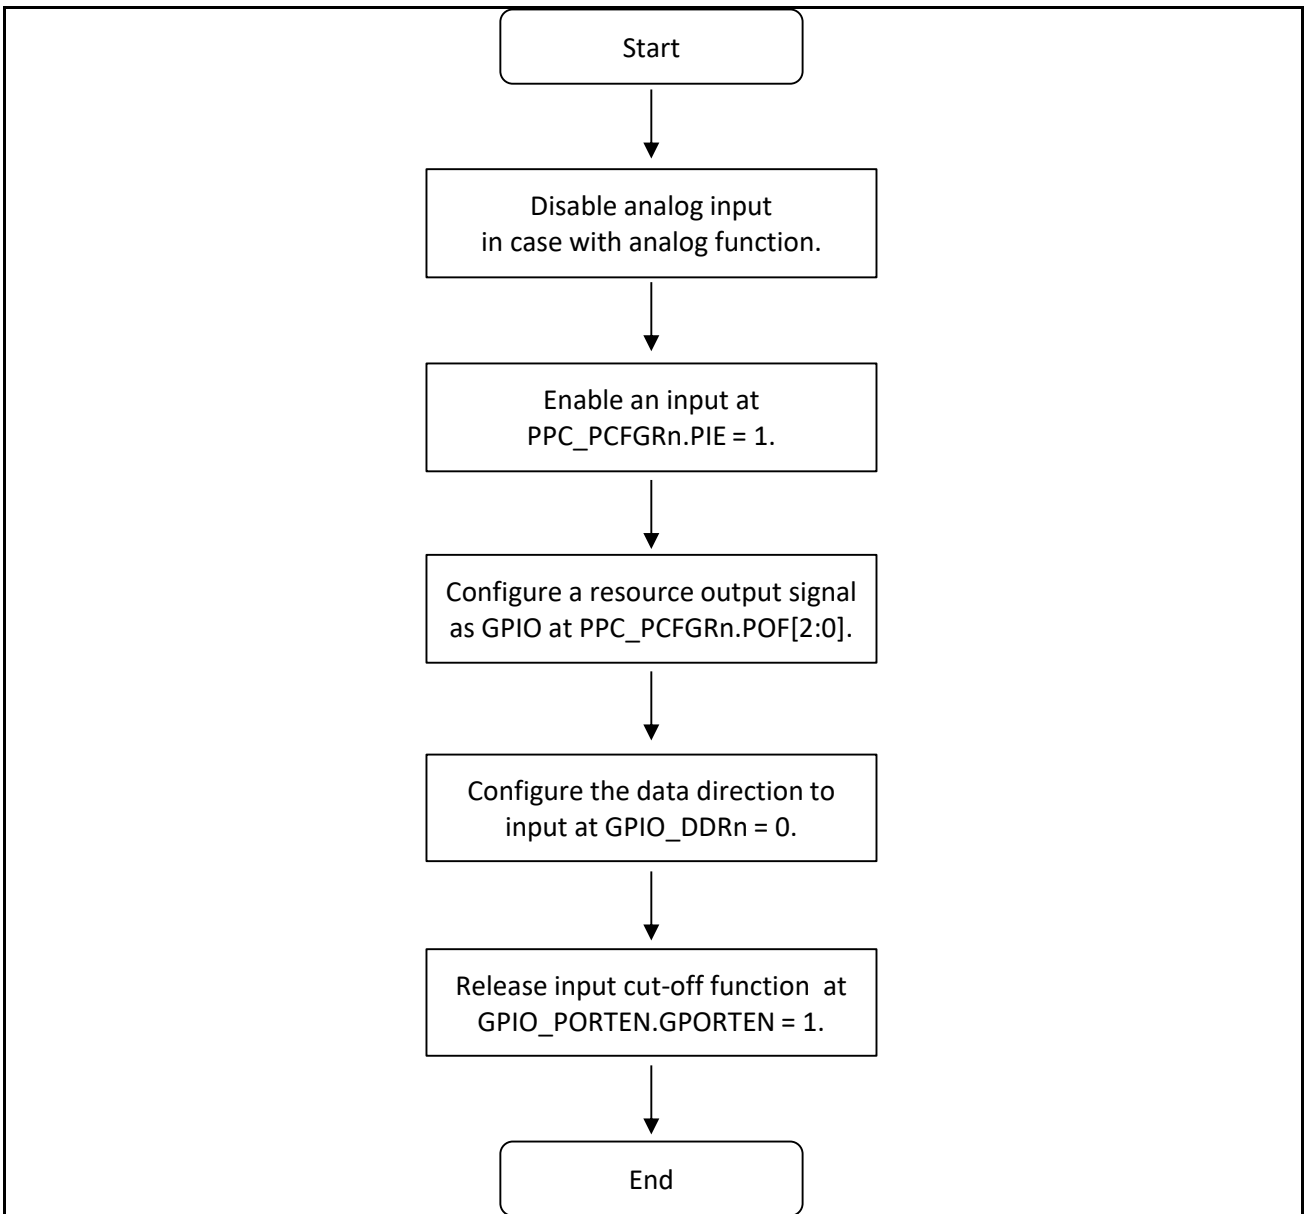 Start
Disable analog input
in case with analog function.
Enable an input at
PPC_PCFGRn.PIE = 1.
Configure a resource output signal
as GPIO at PPC_PCFGRn.POF[2:0].
Configure the data direction to
input at GPIO_DDRn = 0.
Release input cut-off function  at
GPIO_PORTEN.GPORTEN = 1.
End